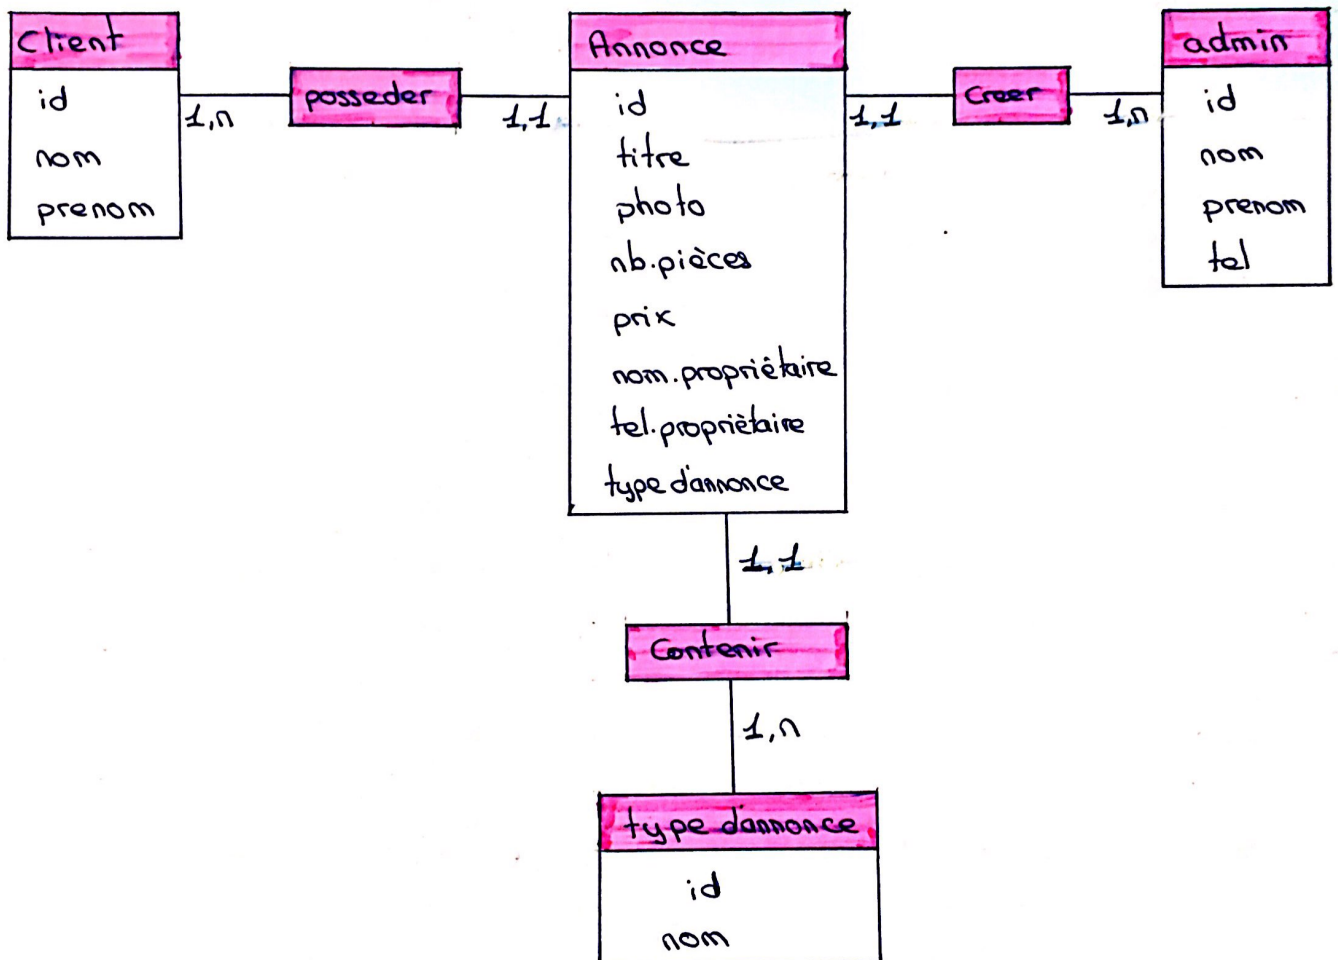 Client
id
nom
prenom
1,n
posseder
1,1
Annonce
id
titre
photo
nb.pièces
prix
nom.propriètaire
tel.propriètaire
type d'annonce
1,1
Creer
1,n
admin
id
nom
prenom
tel
1,1
Contenir
1,n
type d'annonce
id
nom